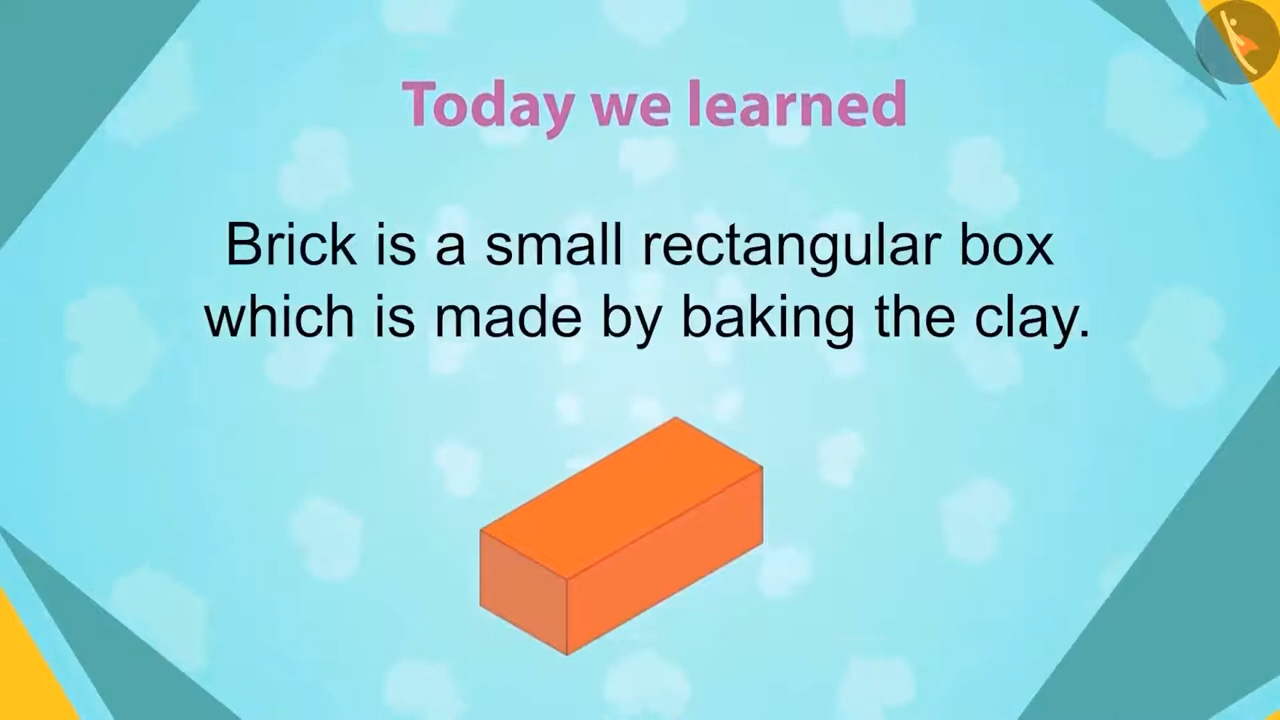 Today we learned
Brick is a small rectangular box
which is made by baking the clay.